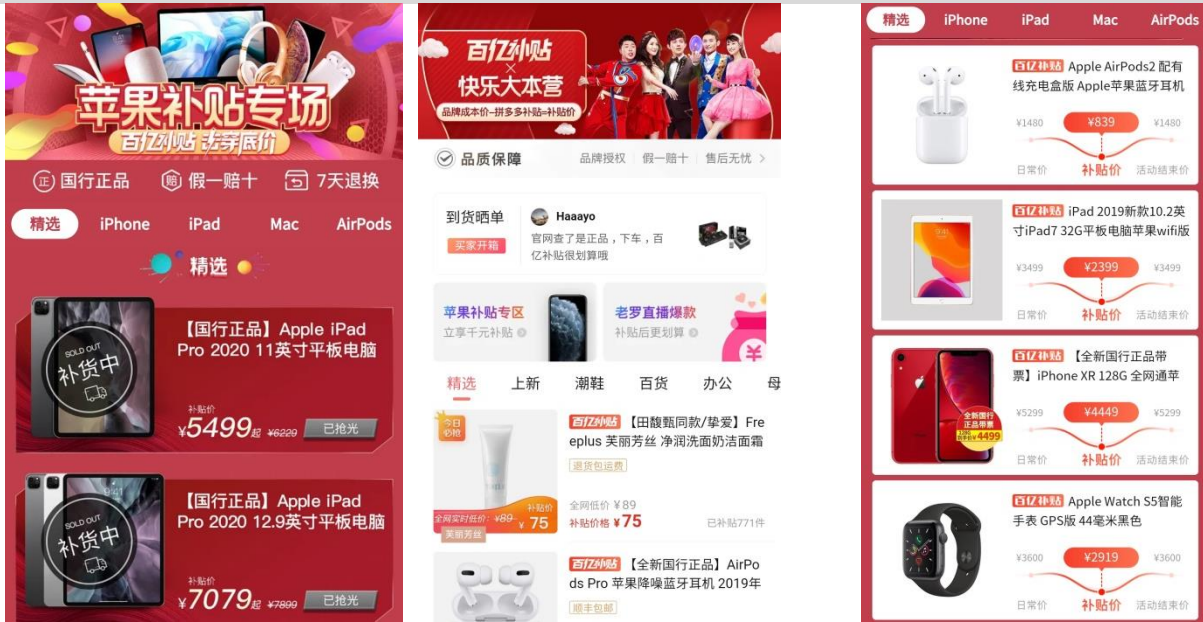 苹果补贴专场
百亿补贴 击穿底价
正 国行正品
赔 假一赔十
7天退换
精选
iPhone
iPad
Mac
AirPods
精选
SOLD OUT
补货中
【国行正品】Apple iPad
Pro 2020 11英寸平板电脑
补贴价
¥5499起 ¥6229 已抢光
SOLD OUT
补货中
【国行正品】Apple iPad
Pro 2020 12.9英寸平板电脑
补贴价
¥7079起 ¥7899 已抢光
百亿补贴
×
快乐大本营
品牌成本价-拼多多补贴=补贴价
品质保障
品牌授权
假一赔十
售后无忧 >
到货晒单
买家开箱
Haaayo
官网查了是正品，下车，百
亿补贴很划算哦
苹果补贴专区
立享千元补贴
老罗直播爆款
补贴后更划算
¥
精选
上新
潮鞋
百货
办公
母
今日
必抢
全网实时低价：¥89
补贴价
¥ 75
芙丽芳丝
百亿补贴 【田馥甄同款/挚爱】Fre
eplus 芙丽芳丝 净润洗面奶洁面霜
退货包运费
全网低价 ¥89
补贴价格 ¥75
已补贴771件
百亿补贴 【全新国行正品】AirPo
ds Pro 苹果降噪蓝牙耳机 2019年
顺丰包邮
精选
iPhone
iPad
Mac
AirPods
百亿补贴 Apple AirPods2 配有
线充电盒版 Apple苹果蓝牙耳机
¥1480 ¥839 ¥1480
日常价 补贴价 活动结束价
百亿补贴 iPad 2019新款10.2英
寸iPad7 32G平板电脑苹果wifi版
¥3499 ¥2399 ¥3499
日常价 补贴价 活动结束价
全新国行
正品带票
4499
百亿补贴 【全新国行正品带
票】iPhone XR 128G 全网通苹
¥5299 ¥4449 ¥5299
日常价 补贴价 活动结束价
百亿补贴 Apple Watch S5智能
手表 GPS版 44毫米黑色
¥3600 ¥2919 ¥3600
日常价 补贴价 活动结束价